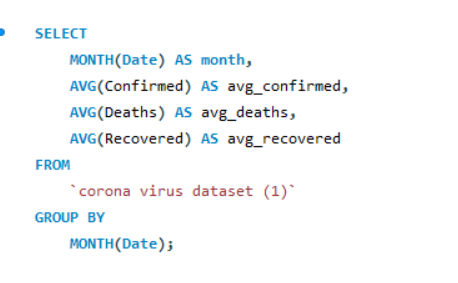 SELECT
MONTH(Date) AS month,
AVG(Confirmed) AS avg_confirmed,
AVG(Deaths) AS avg_deaths,
AVG(Recovered) AS avg_recovered
FROM
`corona virus dataset (1)`
GROUP BY
MONTH(Date);